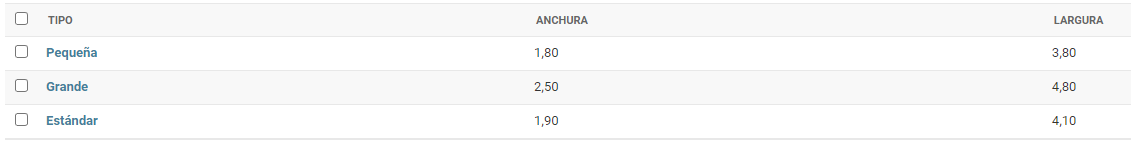 TIPO ANCHURA LARGURA
Pequeña 1,80 3,80
Grande 2,50 4,80
Estándar 1,90 4,10